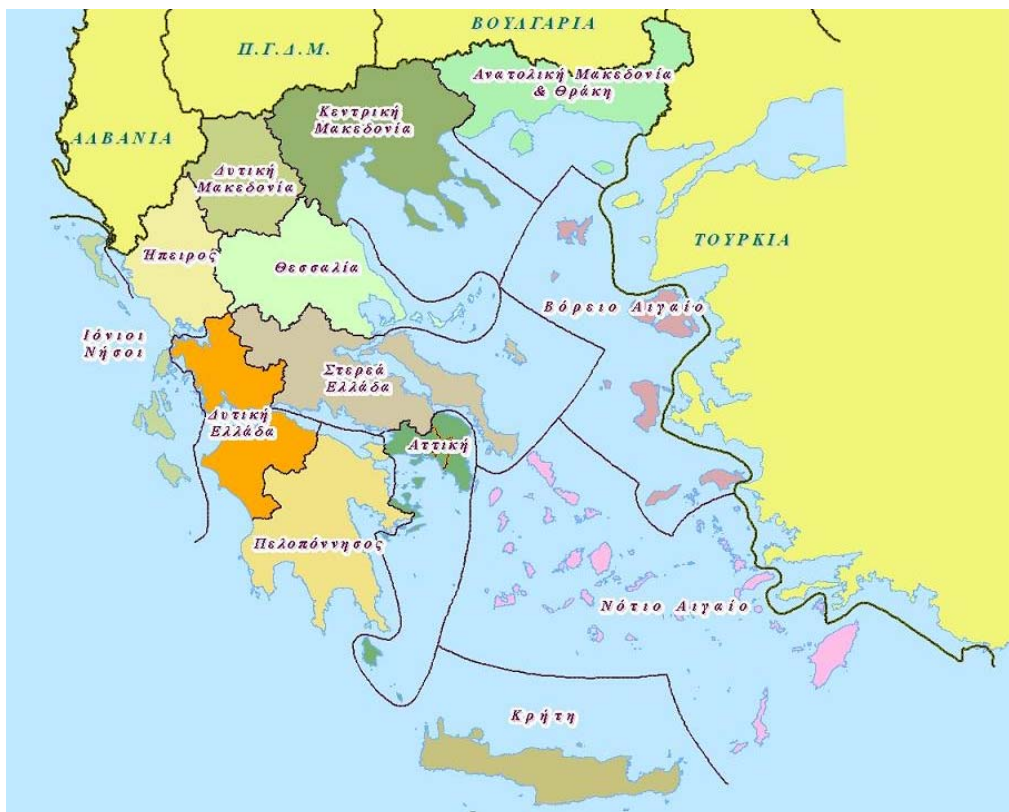 ΒΟΥΛΓΑΡΙΑ
Π.Γ.Δ.Μ.
Ανατολική Μακεδονία
& Θράκη
Κεντρική
Μακεδονία
ΑΛΒΑΝΙΑ
Δυτική
Μακεδονία
ΤΟΥΡΚΙΑ
Ήπειρος
Θεσσαλία
Βόρειο Αιγαίο
Ιόνιοι
Νήσοι
Στερεά
Ελλάδα
Δυτική
Ελλάδα
Αττική
Πελοπόννησος
Νότιο Αιγαίο
Κρήτη